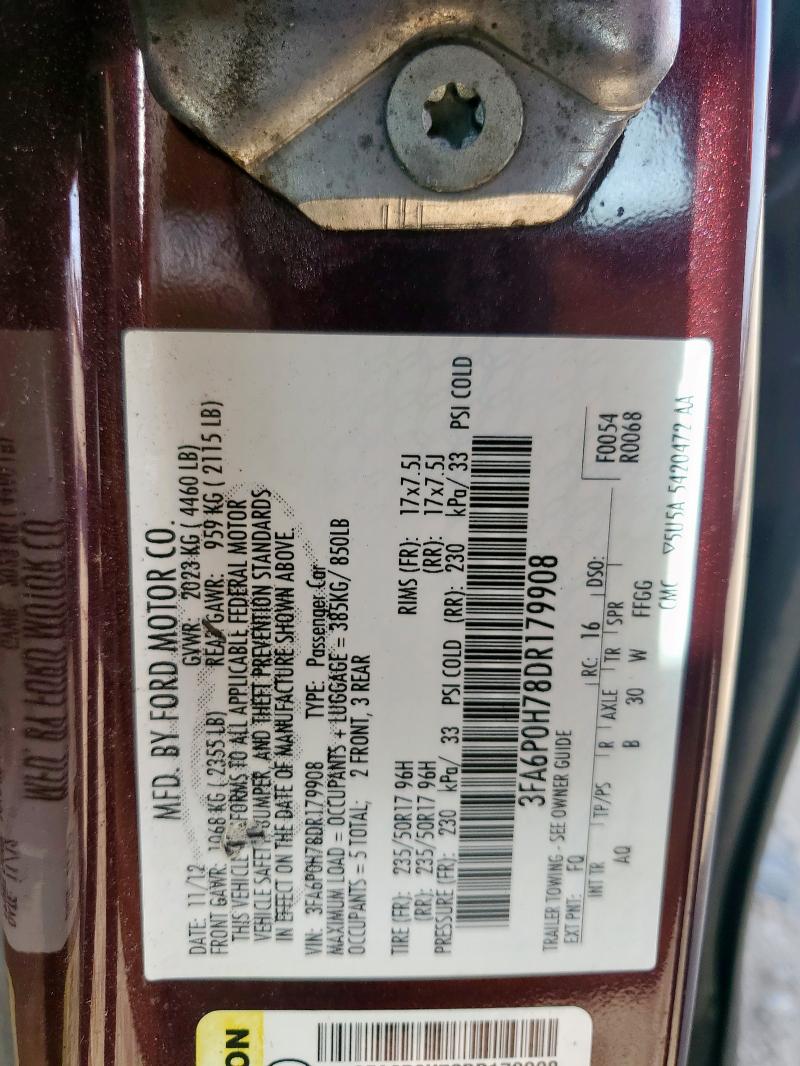 MFD. BY FORD MOTOR CO.
DATE: 11/12 GVWR: 2023 KG ( 4460 LB)
FRONT GAWR: 1068 KG ( 2355 LB) REAR GAWR: 959 KG ( 2115 LB)
THIS VEHICLE CONFORMS TO ALL APPLICABLE FEDERAL MOTOR
VEHICLE SAFETY, BUMPER, AND THEFT PREVENTION STANDARDS
IN EFFECT ON THE DATE OF MANUFACTURE SHOWN ABOVE.
VIN: 3FA6P0H78DR179908 TYPE: Passenger Car
MAXIMUM LOAD = OCCUPANTS + LUGGAGE = 385KG/ 850LB
OCCUPANTS = 5 TOTAL; 2 FRONT, 3 REAR
TIRE (FR): 235/50R17 96H RIMS (FR): 17x7.5J
(RR): 235/50R17 96H (RR): 17x7.5J
PRESSURE (FR): 230 kPa/ 33 PSI COLD (RR): 230 kPa/ 33 PSI COLD
3FA6P0H78DR179908
TRAILER TOWING - SEE OWNER GUIDE
EXT PNT: FQ RC: 16 DSO: F0054
R0068
INT TR TP/PS R AXLE TR SPR
AQ B 30 W FFGG
CMC 5U5A 5420472 AA
ON